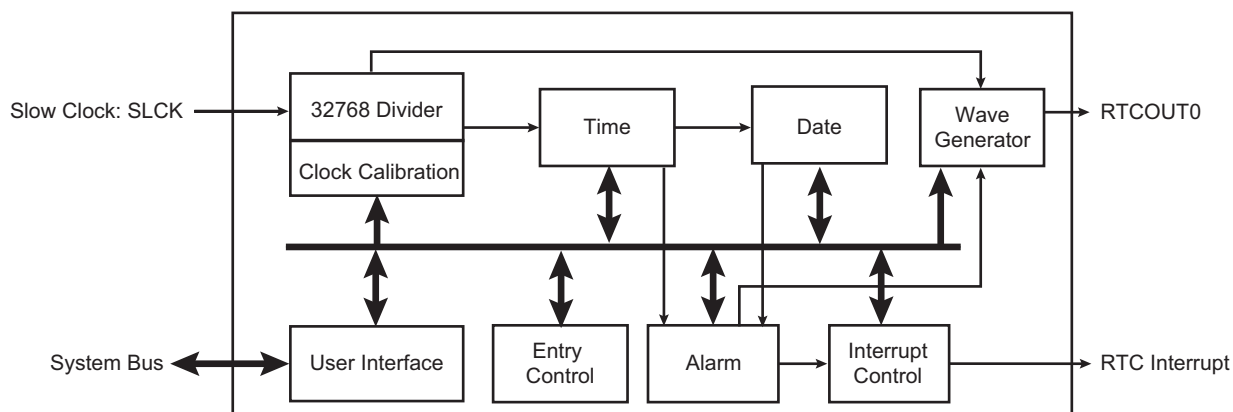 Slow Clock: SLCK
32768 Divider
Clock Calibration
Time
Date
Wave
Generator
RTCOUT0
System Bus
User Interface
Entry
Control
Alarm
Interrupt
Control
RTC Interrupt